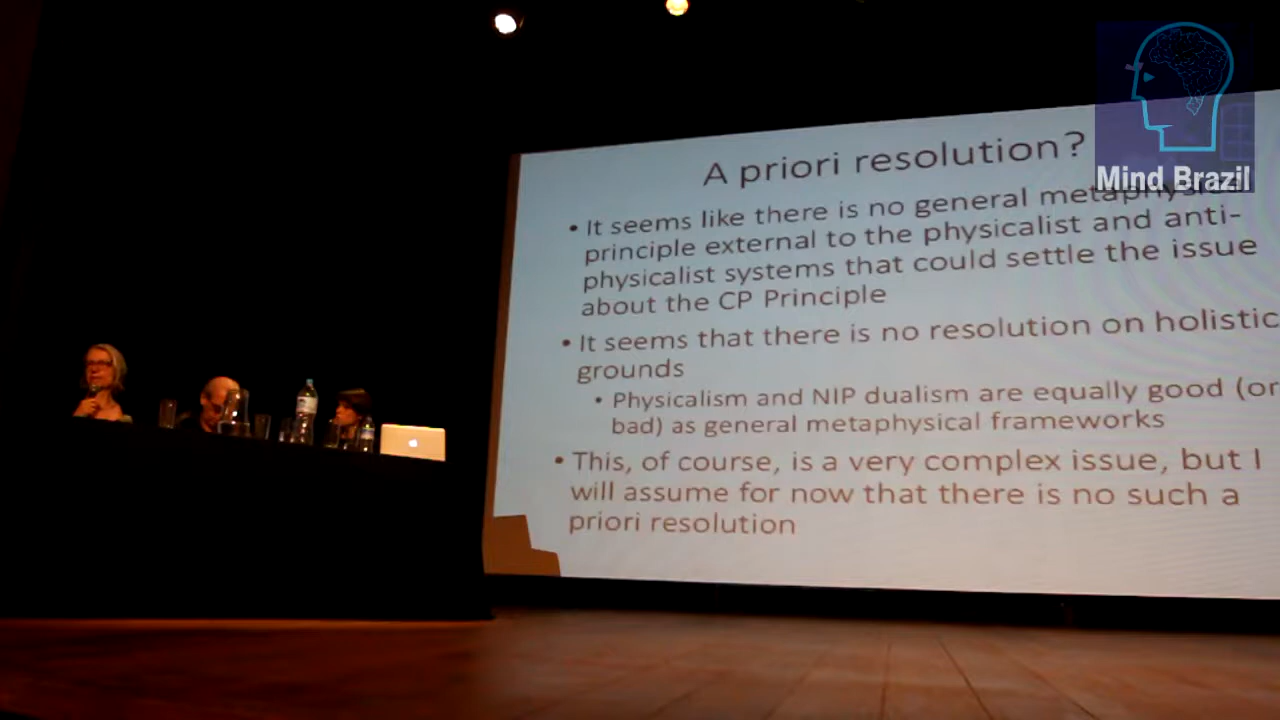 Mind Brazil
A priori resolution?
• It seems like there is no general metaphysical
principle external to the physicalist and anti-
physicalist systems that could settle the issue
about the CP Principle
• It seems that there is no resolution on holistic
grounds
• Physicalism and NIP dualism are equally good (or
bad) as general metaphysical frameworks
• This, of course, is a very complex issue, but I
will assume for now that there is no such a
priori resolution